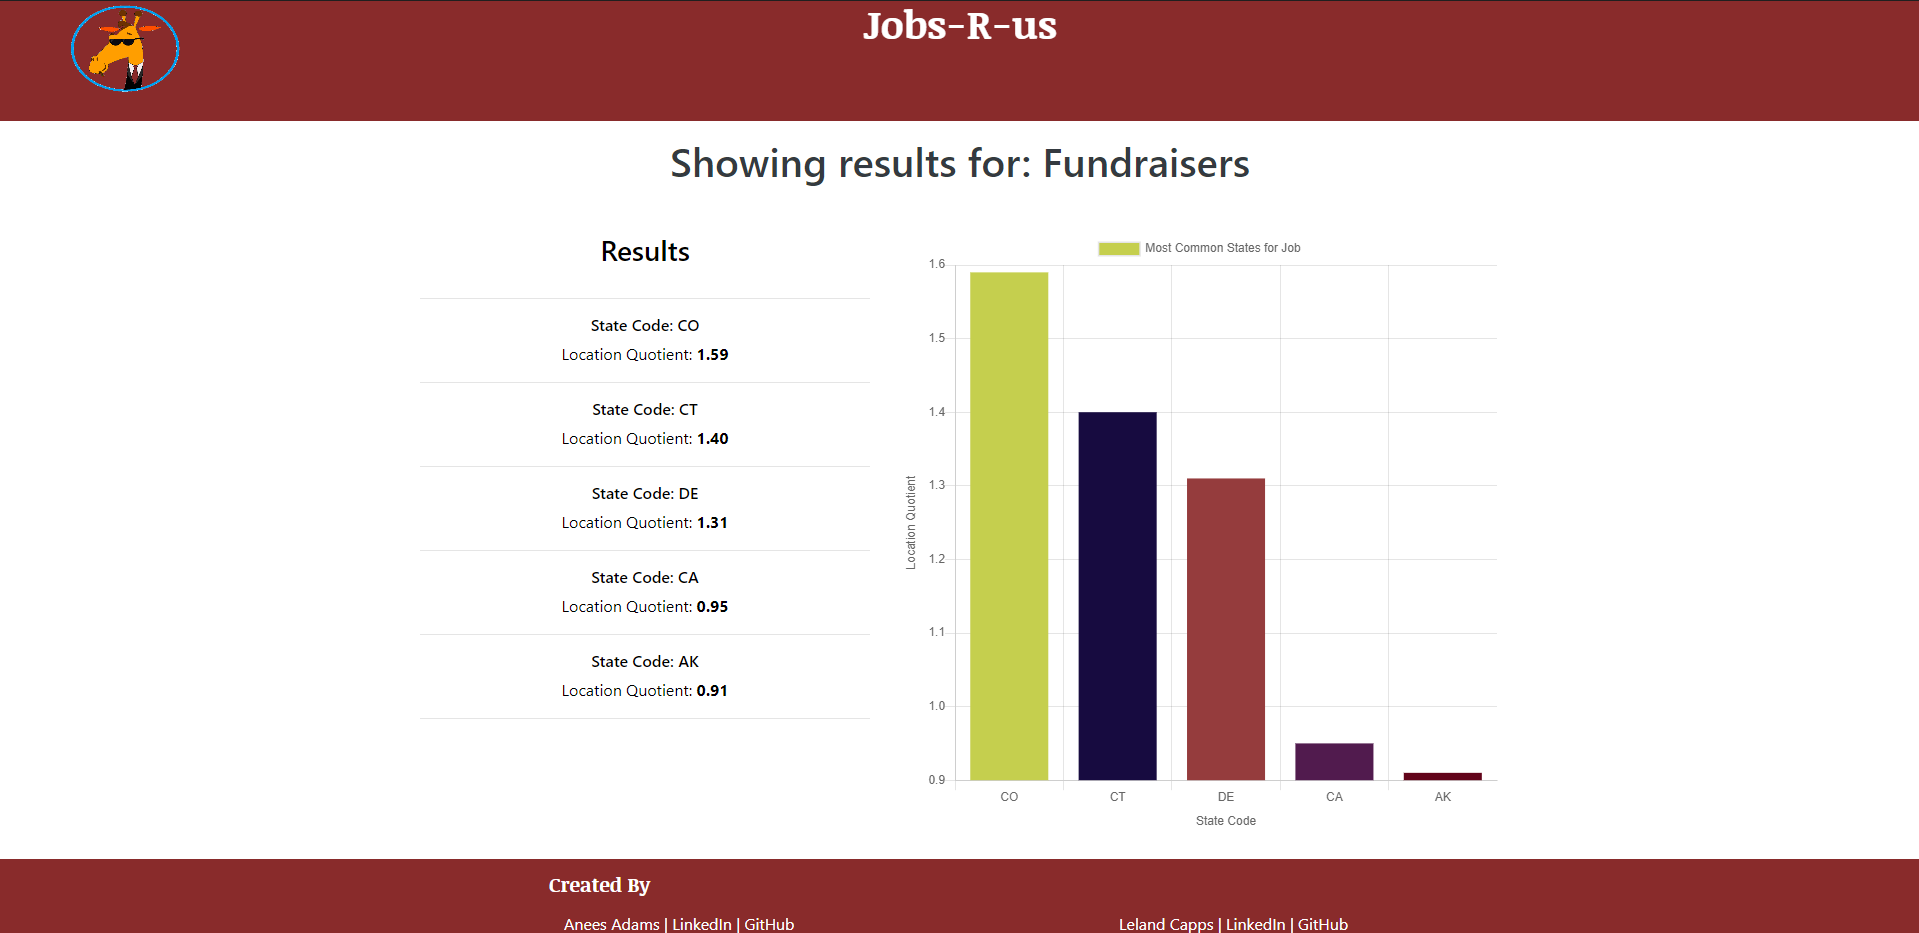 Jobs-R-us
Showing results for: Fundraisers
Results
State Code: CO
Location Quotient: 1.59
State Code: CT
Location Quotient: 1.40
State Code: DE
Location Quotient: 1.31
State Code: CA
Location Quotient: 0.95
State Code: AK
Location Quotient: 0.91
Most Common States for Job
1.6
1.5
1.4
1.3
1.2
1.1
1.0
0.9
Location Quotient
CO CT DE CA AK
State Code
Created By
Anees Adams | LinkedIn | GitHub
Leland Capps | LinkedIn | GitHub